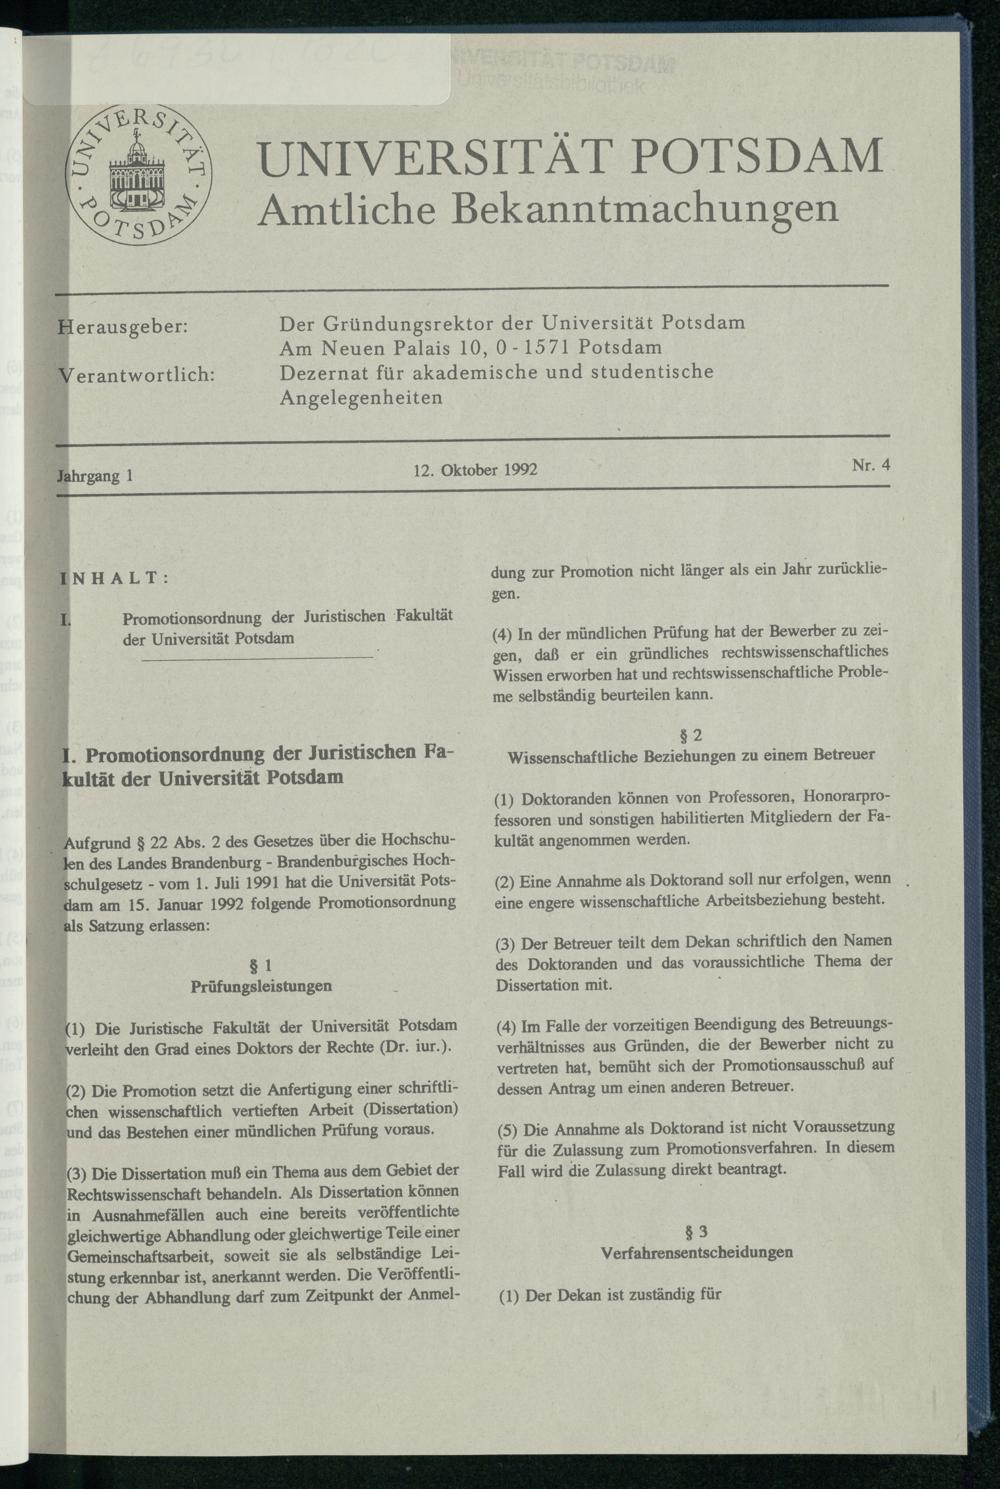 UNIVERSITÄT POTSDAM
Universitätsbibliothek
UNIVERSITÄT
POTSDAM
UNIVERSITÄT POTSDAM
Amtliche Bekanntmachungen
Herausgeber: Der Gründungsrektor der Universität Potsdam
Am Neuen Palais 10, 0 - 1571 Potsdam
Verantwortlich: Dezernat für akademische und studentische
Angelegenheiten
Jahrgang 1 12. Oktober 1992 Nr. 4
INHALT:
I. Promotionsordnung der Juristischen Fakultät
der Universität Potsdam
I. Promotionsordnung der Juristischen Fa-
kultät der Universität Potsdam
Aufgrund § 22 Abs. 2 des Gesetzes über die Hochschu-
len des Landes Brandenburg - Brandenburgisches Hoch-
schulgesetz - vom 1. Juli 1991 hat die Universität Pots-
dam am 15. Januar 1992 folgende Promotionsordnung
als Satzung erlassen:
§ 1
Prüfungsleistungen
(1) Die Juristische Fakultät der Universität Potsdam
verleiht den Grad eines Doktors der Rechte (Dr. iur.).
(2) Die Promotion setzt die Anfertigung einer schriftli-
chen wissenschaftlich vertieften Arbeit (Dissertation)
und das Bestehen einer mündlichen Prüfung voraus.
(3) Die Dissertation muß ein Thema aus dem Gebiet der
Rechtswissenschaft behandeln. Als Dissertation können
in Ausnahmefällen auch eine bereits veröffentlichte
gleichwertige Abhandlung oder gleichwertige Teile einer
Gemeinschaftsarbeit, soweit sie als selbständige Lei-
stung erkennbar ist, anerkannt werden. Die Veröffentli-
chung der Abhandlung darf zum Zeitpunkt der Anmel-
dung zur Promotion nicht länger als ein Jahr zurücklie-
gen.
(4) In der mündlichen Prüfung hat der Bewerber zu zei-
gen, daß er ein gründliches rechtswissenschaftliches
Wissen erworben hat und rechtswissenschaftliche Proble-
me selbständig beurteilen kann.
§ 2
Wissenschaftliche Beziehungen zu einem Betreuer
(1) Doktoranden können von Professoren, Honorarpro-
fessoren und sonstigen habilitierten Mitgliedern der Fa-
kultät angenommen werden.
(2) Eine Annahme als Doktorand soll nur erfolgen, wenn
eine engere wissenschaftliche Arbeitsbeziehung besteht.
(3) Der Betreuer teilt dem Dekan schriftlich den Namen
des Doktoranden und das voraussichtliche Thema der
Dissertation mit.
(4) Im Falle der vorzeitigen Beendigung des Betreuungs-
verhältnisses aus Gründen, die der Bewerber nicht zu
vertreten hat, bemüht sich der Promotionsausschuß auf
dessen Antrag um einen anderen Betreuer.
(5) Die Annahme als Doktorand ist nicht Voraussetzung
für die Zulassung zum Promotionsverfahren. In diesem
Fall wird die Zulassung direkt beantragt.
§ 3
Verfahrensentscheidungen
(1) Der Dekan ist zuständig für